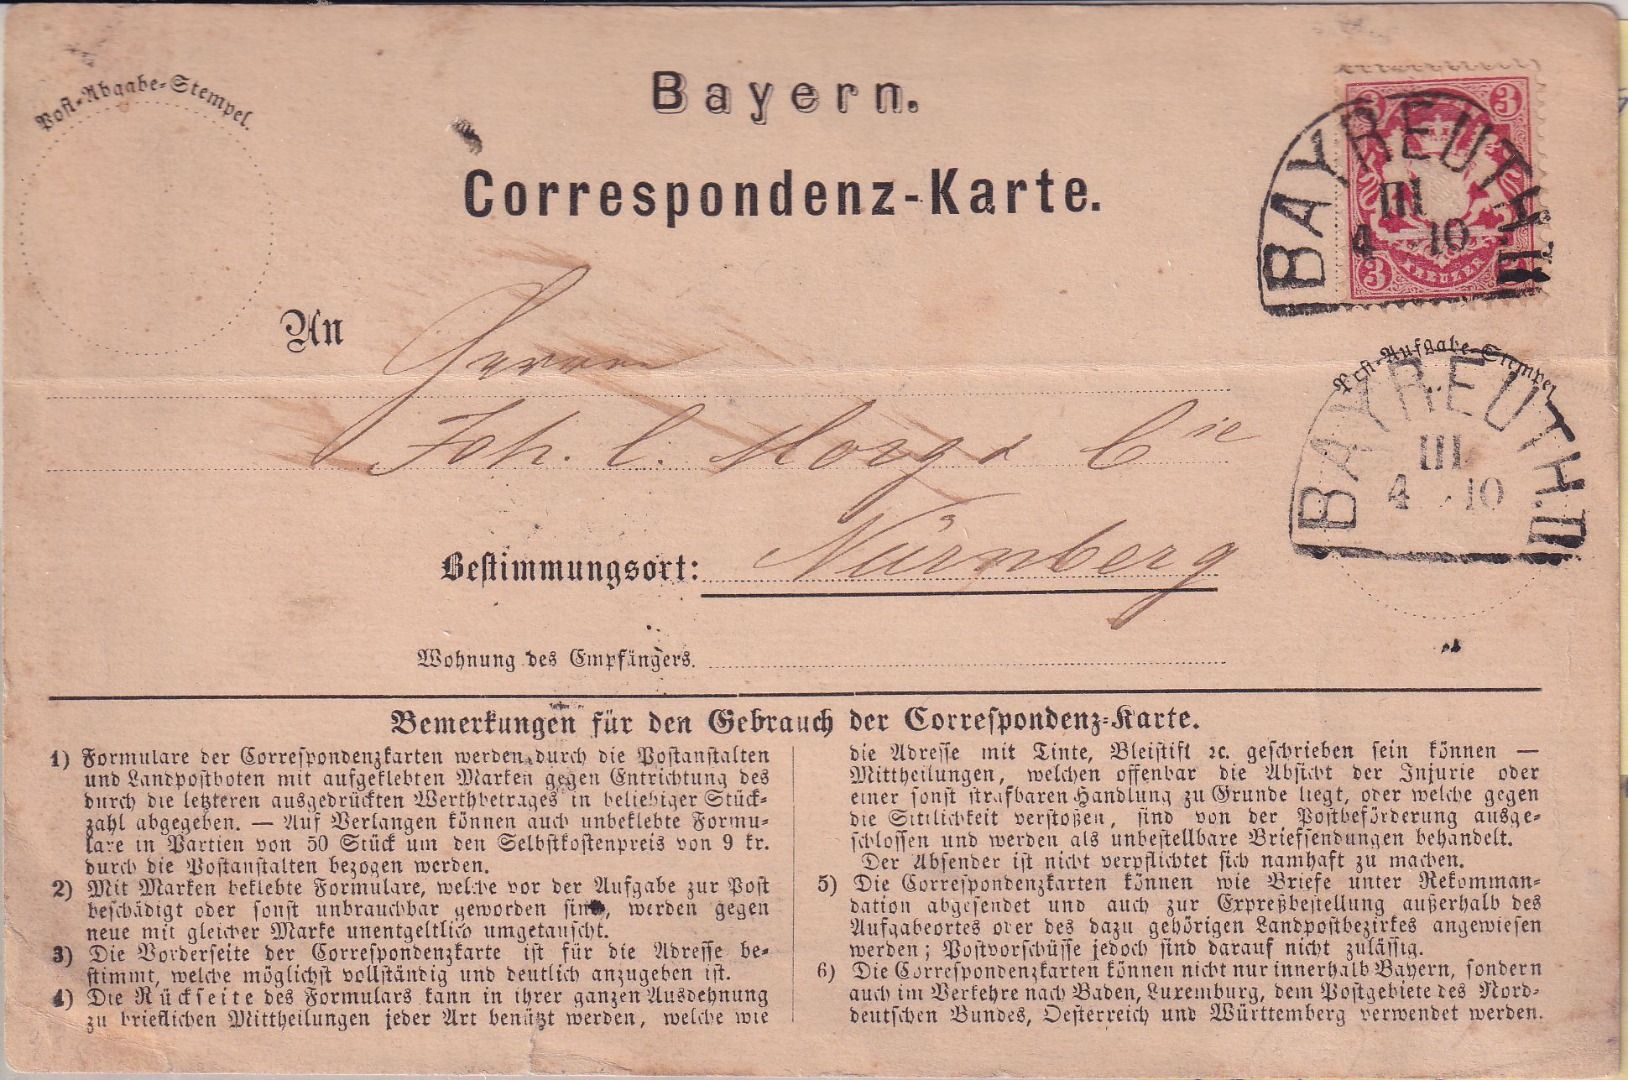 Bayern.
Correspondenz-Karte.
Post-Abgabe-Stempel.
3 3
3 3
KREUZER
BAYREUTH II
III
4 10
An Herrn
Joh. C. Morg & Cie
Post-Aufgabe-Stempel
BAYREUTH II
III
4 10
Bestimmungsort: Nürnberg
Wohnung des Empfängers.
Bemerkungen für den Gebrauch der Correspondenz-Karte.
1) Formulare der Correspondenzkarten werden durch die Postanstalten
und Landpostboten mit aufgeklebten Marken gegen Entrichtung des
durch die letzteren ausgedrückten Werthbetrages in beliebiger Stück-
zahl abgegeben. — Auf Verlangen können auch unbeklebte Formu-
lare in Partien von 50 Stück um den Selbstkostenpreis von 9 kr.
durch die Postanstalten bezogen werden.
2) Mit Marken beklebte Formulare, welche vor der Aufgabe zur Post
beschädigt oder sonst unbrauchbar geworden sind, werden gegen
neue mit gleicher Marke unentgeltlich umgetauscht.
3) Die Vorderseite der Correspondenzkarte ist für die Adresse be-
stimmt, welche möglichst vollständig und deutlich anzugeben ist.
4) Die Rückseite des Formulars kann in ihrer ganzen Ausdehnung
zu brieflichen Mittheilungen jeder Art benützt werden, welche wie
die Adresse mit Tinte, Bleistift ꝛc. geschrieben sein können —
Mittheilungen, welchen offenbar die Absicht der Injurie oder
einer sonst strafbaren Handlung zu Grunde liegt, oder welche gegen
die Sittlichkeit verstoßen, sind von der Postbeförderung ausge-
schlossen und werden als unbestellbare Briefsendungen behandelt.
Der Absender ist nicht verpflichtet sich namhaft zu machen.
5) Die Correspondenzkarten können wie Briefe unter Rekomman-
dation abgesendet und auch zur Expreßbestellung außerhalb des
Aufgabeortes oder des dazu gehörigen Landpostbezirkes angewiesen
werden; Postvorschüsse jedoch sind darauf nicht zulässig.
6) Die Correspondenzkarten können nicht nur innerhalb Bayern, sondern
auch im Verkehre nach Baden, Luxemburg, dem Postgebiete des Nord-
deutschen Bundes, Oesterreich und Württemberg verwendet werden.